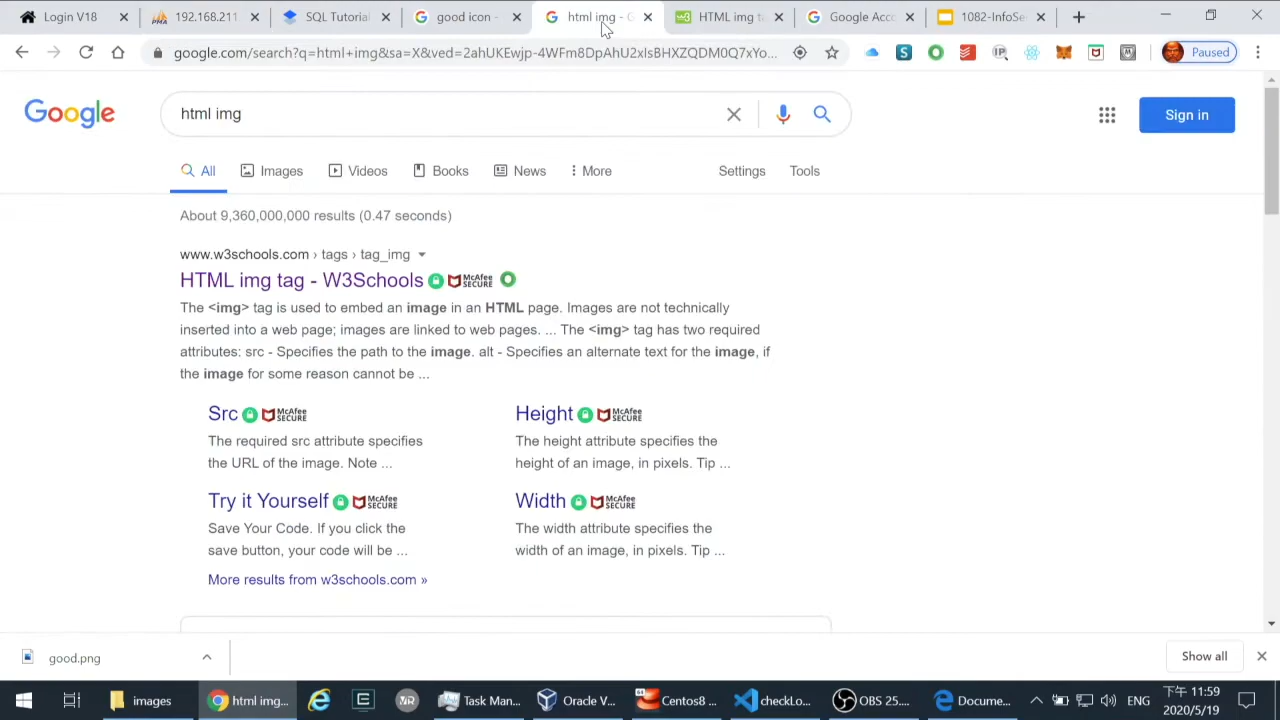 Login V18
192.168.211
SQL Tutorial
good icon -
html img - G
HTML img t
Google Acc
1082-InfoSe
google.com/search?q=html+img&sa=X&ved=2ahUKEwjp-4WFm8DpAhU2xIsBHXZQDM0Q7xYo...
Paused
Google
html img
Sign in
All
Images
Videos
Books
News
More
Settings
Tools
About 9,360,000,000 results (0.47 seconds)
www.w3schools.com › tags › tag_img
HTML img tag - W3Schools McAfee SECURE
The <img> tag is used to embed an image in an HTML page. Images are not technically
inserted into a web page; images are linked to web pages. ... The <img> tag has two required
attributes: src - Specifies the path to the image. alt - Specifies an alternate text for the image, if
the image for some reason cannot be ...
Src McAfee SECURE
The required src attribute specifies
the URL of the image. Note ...
Height McAfee SECURE
The height attribute specifies the
height of an image, in pixels. Tip ...
Try it Yourself McAfee SECURE
Save Your Code. If you click the
save button, your code will be ...
Width McAfee SECURE
The width attribute specifies the
width of an image, in pixels. Tip ...
More results from w3schools.com »
good.png
Show all
images
html img...
Task Man...
Oracle V...
Centos8 ...
checkLo...
OBS 25....
Docume...
ENG
下午 11:59
2020/5/19